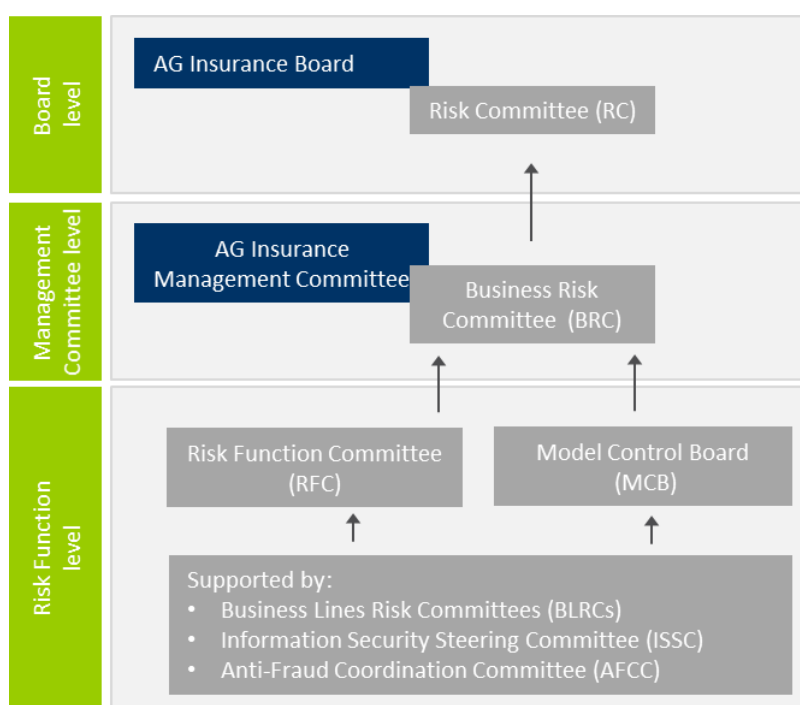 Board
level
AG Insurance Board
Risk Committee (RC)
Management
Committee level
AG Insurance
Management Committee
Business Risk
Committee (BRC)
Risk Function
level
Risk Function Committee
(RFC)
Model Control Board
(MCB)
Supported by:
• Business Lines Risk Committees (BLRCs)
• Information Security Steering Committee (ISSC)
• Anti-Fraud Coordination Committee (AFCC)